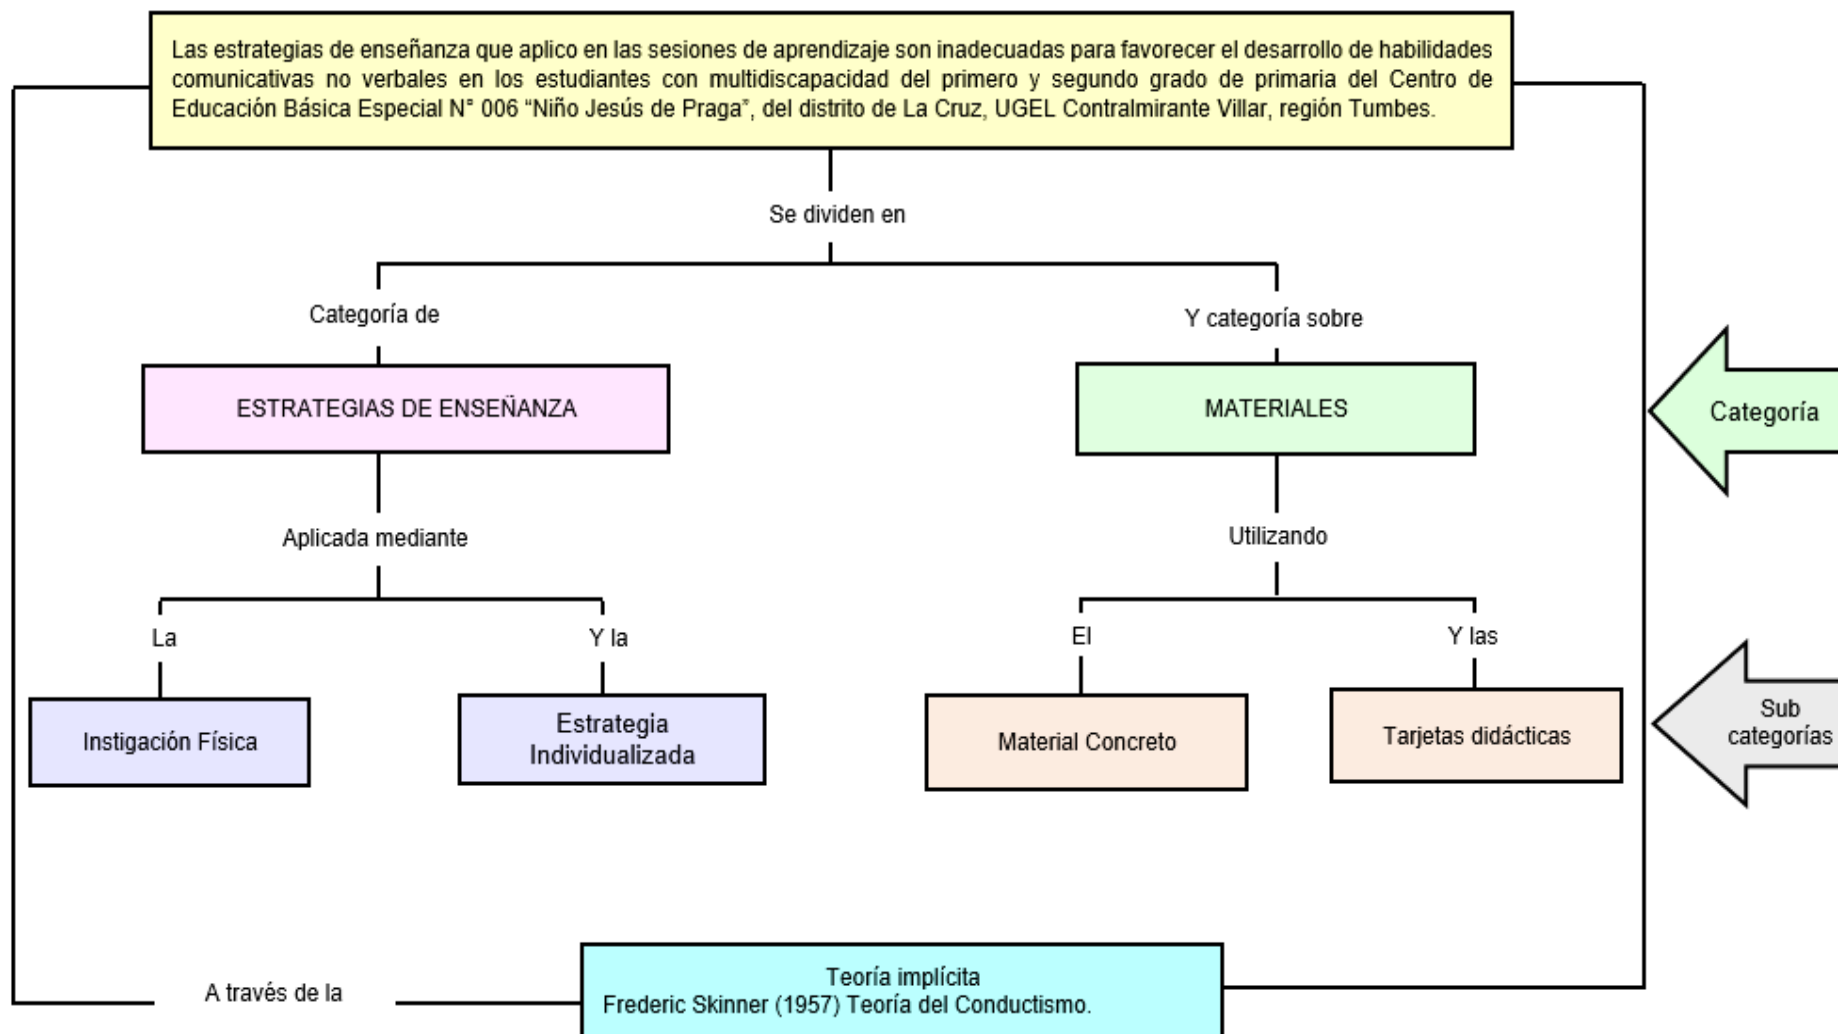 Las estrategias de enseñanza que aplico en las sesiones de aprendizaje son inadecuadas para favorecer el desarrollo de habilidades
comunicativas no verbales en los estudiantes con multidiscapacidad del primero y segundo grado de primaria del Centro de
Educación Básica Especial N° 006 “Niño Jesús de Praga”, del distrito de La Cruz, UGEL Contralmirante Villar, región Tumbes.
Se dividen en
Categoría de
Y categoría sobre
ESTRATEGIAS DE ENSEÑANZA
MATERIALES
Categoría
Aplicada mediante
Utilizando
La
Y la
El
Y las
Instigación Física
Estrategia
Individualizada
Material Concreto
Tarjetas didácticas
Sub
categorías
A través de la
Teoría implícita
Frederic Skinner (1957) Teoría del Conductismo.